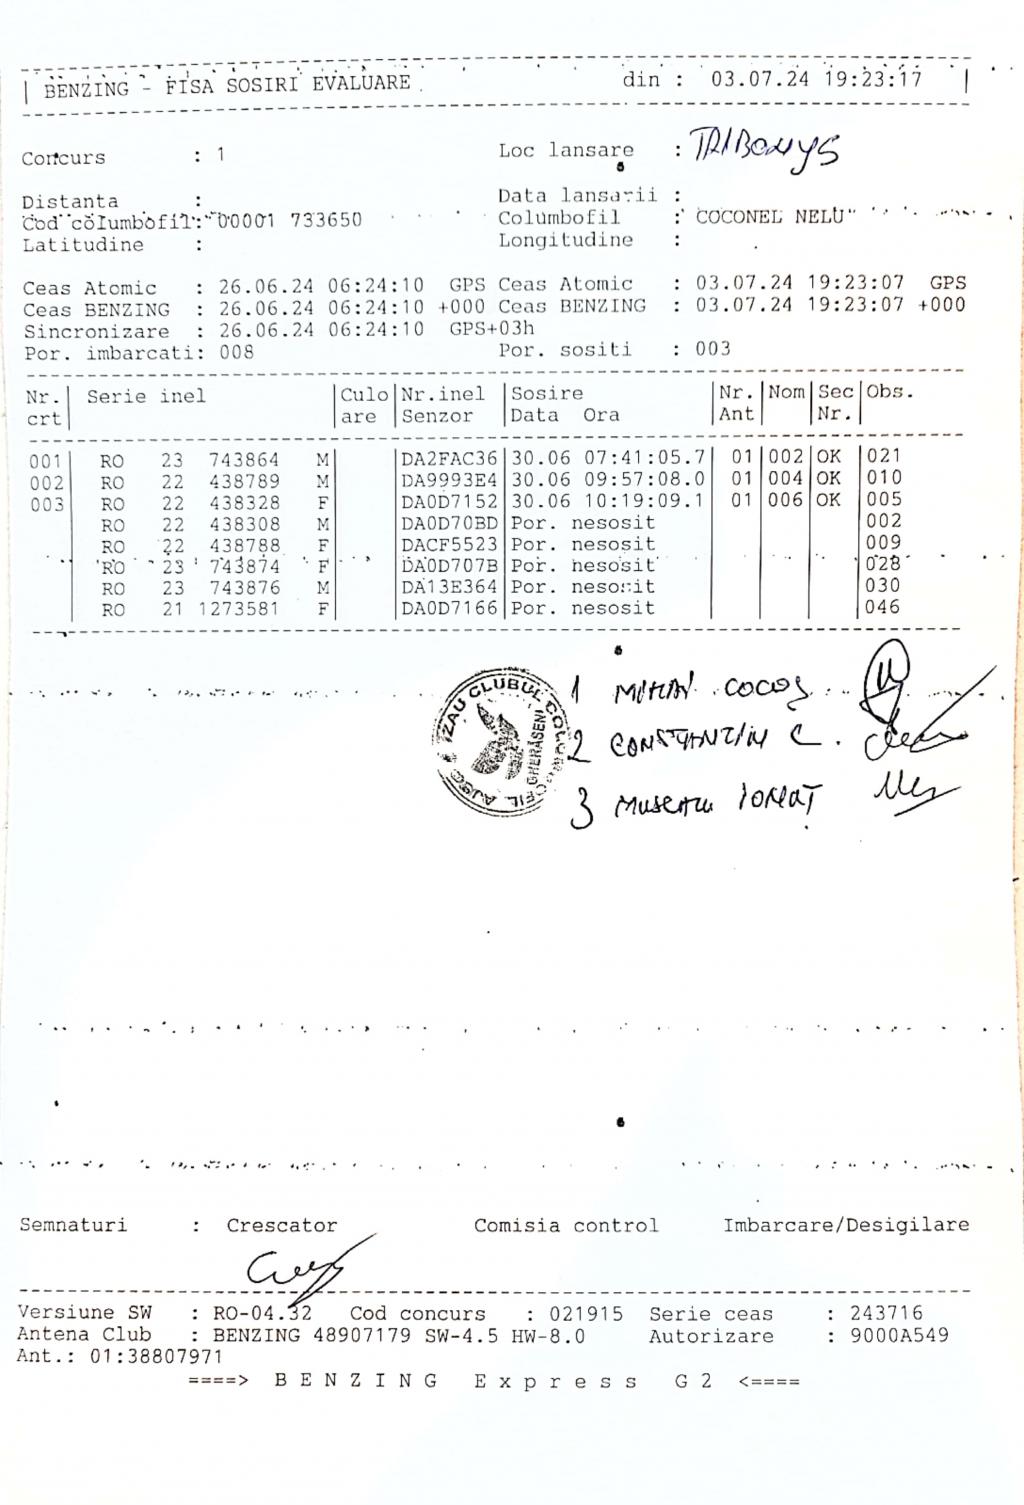 BENZING - FISA SOSIRI EVALUARE din : 03.07.24 19:23:17
Concurs : 1 Loc lansare :
Distanta : Data lansarii :
Cod columbofil: 00001 733650 Columbofil : COCONEL NELU
Latitudine : Longitudine :
Ceas Atomic : 26.06.24 06:24:10 GPS Ceas Atomic : 03.07.24 19:23:07 GPS
Ceas BENZING : 26.06.24 06:24:10 +000 Ceas BENZING : 03.07.24 19:23:07 +000
Sincronizare : 26.06.24 06:24:10 GPS+03h
Por. imbarcati: 008 Por. sositi : 003
Nr. Serie inel Culo Nr.inel Sosire Nr. Nom Sec Obs.
crt are Senzor Data Ora Ant Nr.
001 RO 23 743864 M DA2FAC36 30.06 07:41:05.7 01 002 OK 021
002 RO 22 438789 M DA9993E4 30.06 09:57:08.0 01 004 OK 010
003 RO 22 438328 F DA0D7152 30.06 10:19:09.1 01 006 OK 005
RO 22 438308 M DA0D70BD Por. nesosit 002
RO 22 438788 F DACF5523 Por. nesosit 009
RO 23 743874 F DA0D707B Por. nesosit 028
RO 23 743876 M DA13E364 Por. nesosit 030
RO 21 1273581 F DA0D7166 Por. nesosit 046
1 MIHAI COCOȘ
2 CONSTANTIN C.
3 MUSCALU IONUȚ
GHERĂSENI
Semnaturi : Crescator Comisia control Imbarcare/Desigilare
Versiune SW : RO-04.32 Cod concurs : 021915 Serie ceas : 243716
Antena Club : BENZING 48907179 SW-4.5 HW-8.0 Autorizare : 9000A549
Ant.: 01:38807971
====> B E N Z I N G E x p r e s s G 2 <====